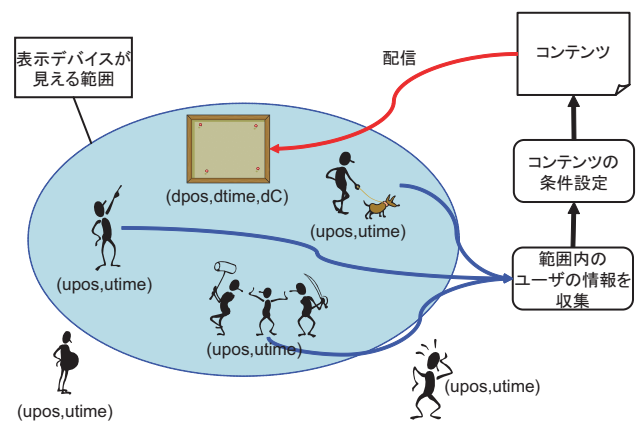 表示デバイスが
見える範囲
配信
コンテンツ
(dpos,dtime,dC)
コンテンツの
条件設定
(upos,utime)
(upos,utime)
範囲内の
ユーザの情報を
収集
(upos,utime)
(upos,utime)
(upos,utime)